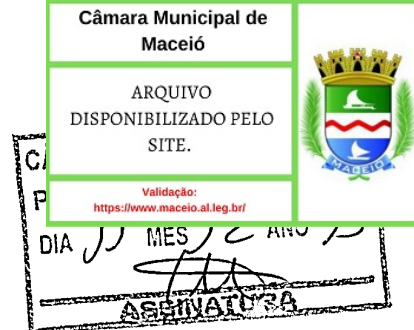 Câmara Municipal de
Maceió
ARQUIVO
DISPONIBILIZADO PELO
SITE.
Validação:
https://www.maceio.al.leg.br/
MACEIÓ
DIA MES ANO
ASSINATURA